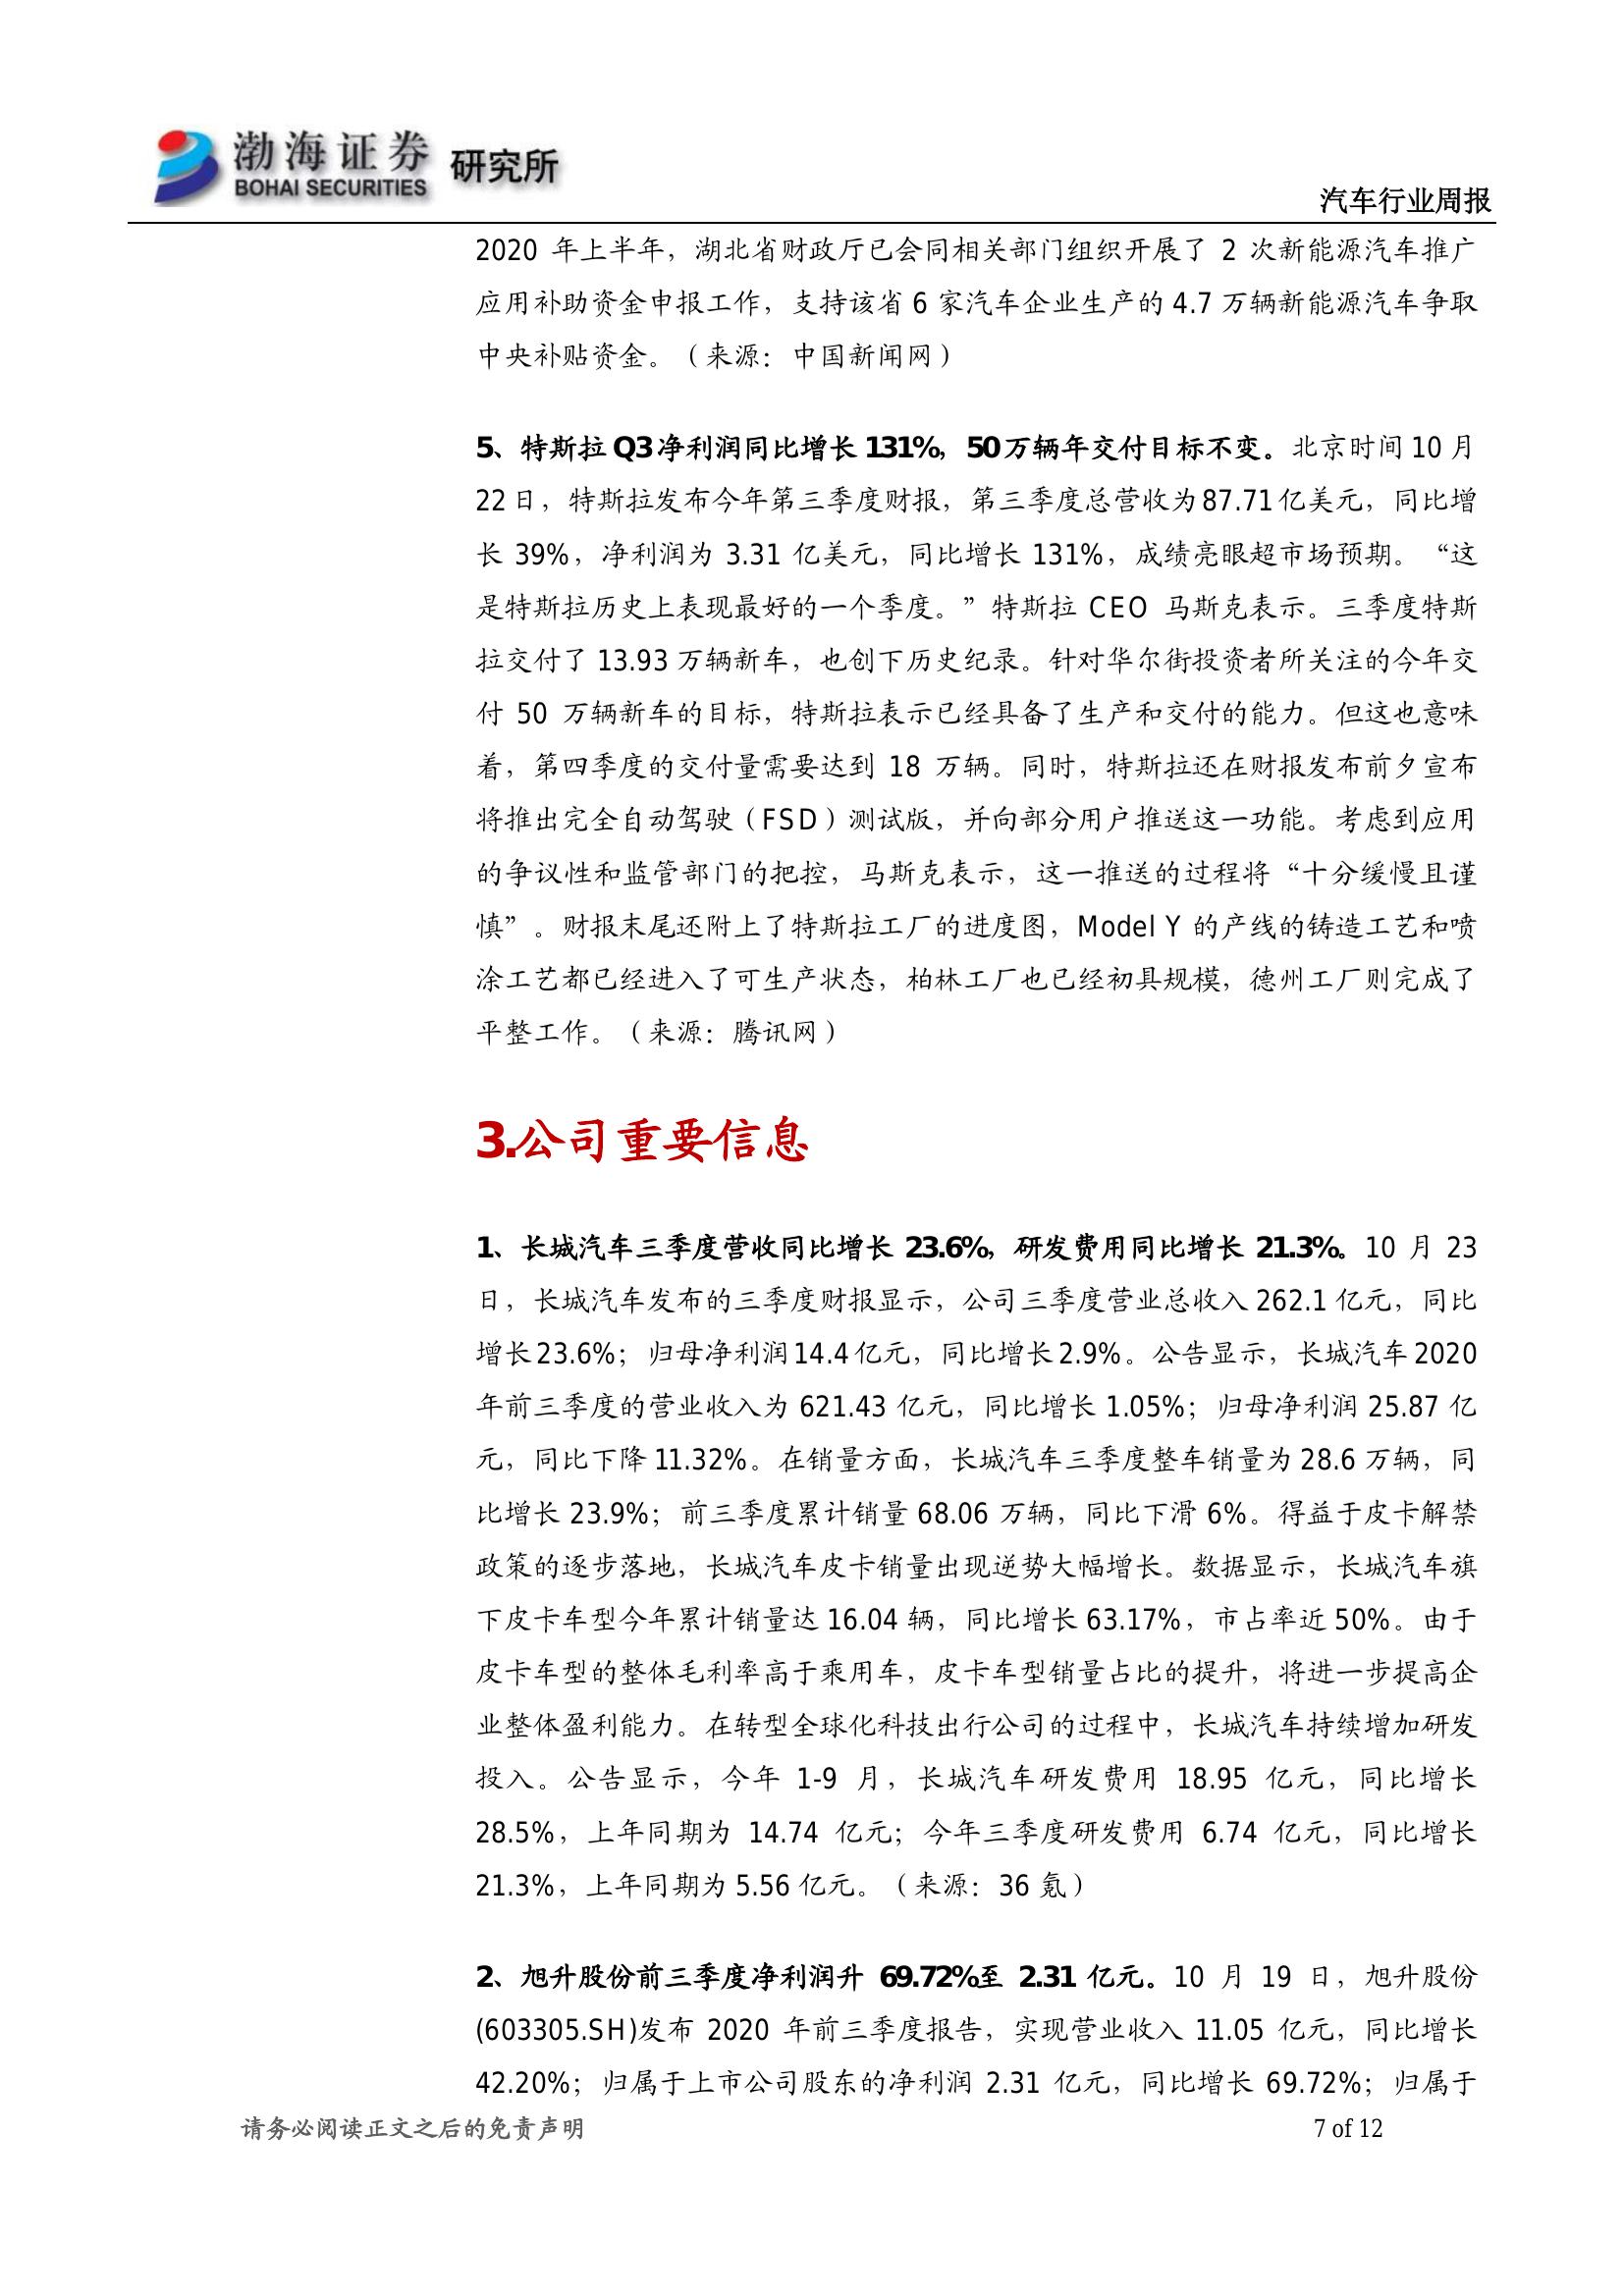 渤海证券 研究所
BOHAI SECURITIES
汽车行业周报
2020 年上半年，湖北省财政厅已会同相关部门组织开展了 2 次新能源汽车推广
应用补助资金申报工作，支持该省 6 家汽车企业生产的 4.7 万辆新能源汽车争取
中央补贴资金。（来源：中国新闻网）
5、特斯拉 Q3 净利润同比增长 131%，50 万辆年交付目标不变。北京时间 10 月
22 日，特斯拉发布今年第三季度财报，第三季度总营收为 87.71 亿美元，同比增
长 39%，净利润为 3.31 亿美元，同比增长 131%，成绩亮眼超市场预期。“这
是特斯拉历史上表现最好的一个季度。”特斯拉 CEO 马斯克表示。三季度特斯
拉交付了 13.93 万辆新车，也创下历史纪录。针对华尔街投资者所关注的今年交
付 50 万辆新车的目标，特斯拉表示已经具备了生产和交付的能力。但这也意味
着，第四季度的交付量需要达到 18 万辆。同时，特斯拉还在财报发布前夕宣布
将推出完全自动驾驶（FSD）测试版，并向部分用户推送这一功能。考虑到应用
的争议性和监管部门的把控，马斯克表示，这一推送的过程将“十分缓慢且谨
慎”。财报末尾还附上了特斯拉工厂的进度图，Model Y 的产线的铸造工艺和喷
涂工艺都已经进入了可生产状态，柏林工厂也已经初具规模，德州工厂则完成了
平整工作。（来源：腾讯网）
3.公司重要信息
1、长城汽车三季度营收同比增长 23.6%，研发费用同比增长 21.3%。10 月 23
日，长城汽车发布的三季度财报显示，公司三季度营业总收入 262.1 亿元，同比
增长 23.6%；归母净利润 14.4 亿元，同比增长 2.9%。公告显示，长城汽车 2020
年前三季度的营业收入为 621.43 亿元，同比增长 1.05%；归母净利润 25.87 亿
元，同比下降 11.32%。在销量方面，长城汽车三季度整车销量为 28.6 万辆，同
比增长 23.9%；前三季度累计销量 68.06 万辆，同比下滑 6%。得益于皮卡解禁
政策的逐步落地，长城汽车皮卡销量出现逆势大幅增长。数据显示，长城汽车旗
下皮卡车型今年累计销量达 16.04 辆，同比增长 63.17%，市占率近 50%。由于
皮卡车型的整体毛利率高于乘用车，皮卡车型销量占比的提升，将进一步提高企
业整体盈利能力。在转型全球化科技出行公司的过程中，长城汽车持续增加研发
投入。公告显示，今年 1-9 月，长城汽车研发费用 18.95 亿元，同比增长
28.5%，上年同期为 14.74 亿元；今年三季度研发费用 6.74 亿元，同比增长
21.3%，上年同期为 5.56 亿元。（来源：36 氪）
2、旭升股份前三季度净利润升 69.72%至 2.31 亿元。10 月 19 日，旭升股份
(603305.SH)发布 2020 年前三季度报告，实现营业收入 11.05 亿元，同比增长
42.20%；归属于上市公司股东的净利润 2.31 亿元，同比增长 69.72%；归属于
请务必阅读正文之后的免责声明
7 of 12